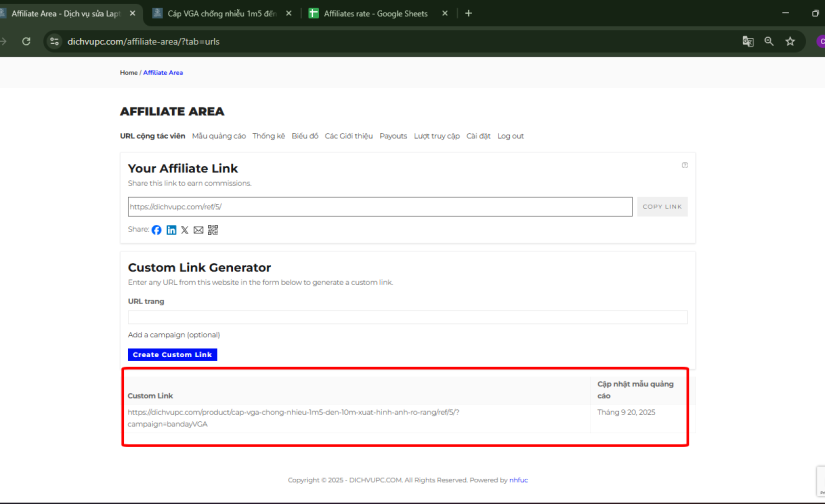 Affiliate Area - Dịch vụ sửa Lapt
Cáp VGA chống nhiễu 1m5 đến
Affiliates rate - Google Sheets
dichvupc.com/affiliate-area/?tab=urls
Home / Affiliate Area
AFFILIATE AREA
URL cộng tác viên Mẫu quảng cáo Thống kê Biểu đồ Các Giới thiệu Payouts Lượt truy cập Cài đặt Log out
Your Affiliate Link
Share this link to earn commissions.
https://dichvupc.com/ref/5/
COPY LINK
Share:
Custom Link Generator
Enter any URL from this website in the form below to generate a custom link.
URL trang
Add a campaign (optional)
Create Custom Link
Custom Link
Cập nhật mẫu quảng
cáo
https://dichvupc.com/product/cap-vga-chong-nhieu-1m5-den-10m-xuat-hinh-anh-ro-rang/ref/5/?
campaign=bandayVGA
Tháng 9 20, 2025
Copyright © 2025 - DICHVUPC.COM. All Rights Reserved. Powered by nhfuc